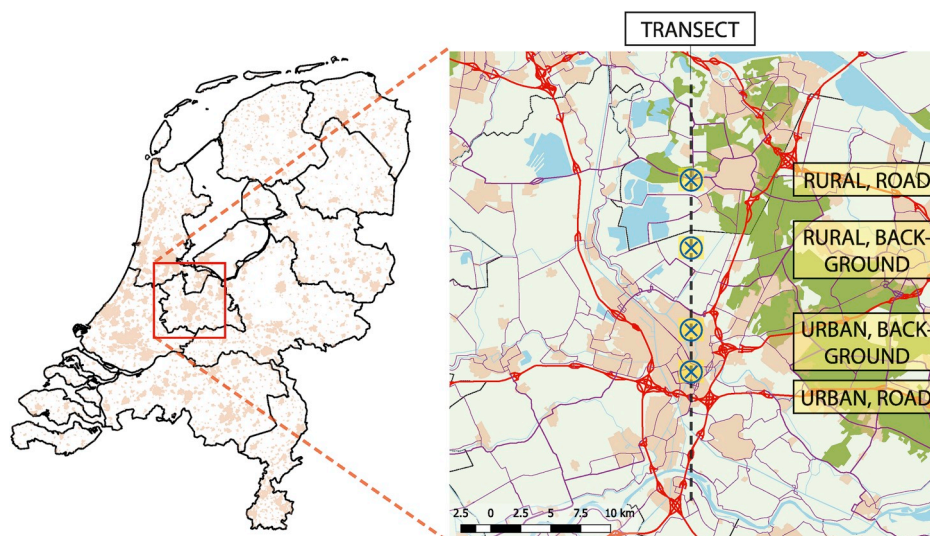 TRANSECT
RURAL, ROAD
RURAL, BACK-
GROUND
URBAN, BACK-
GROUND
URBAN, ROAD
2.5 0 2.5 5 7.5 10 km